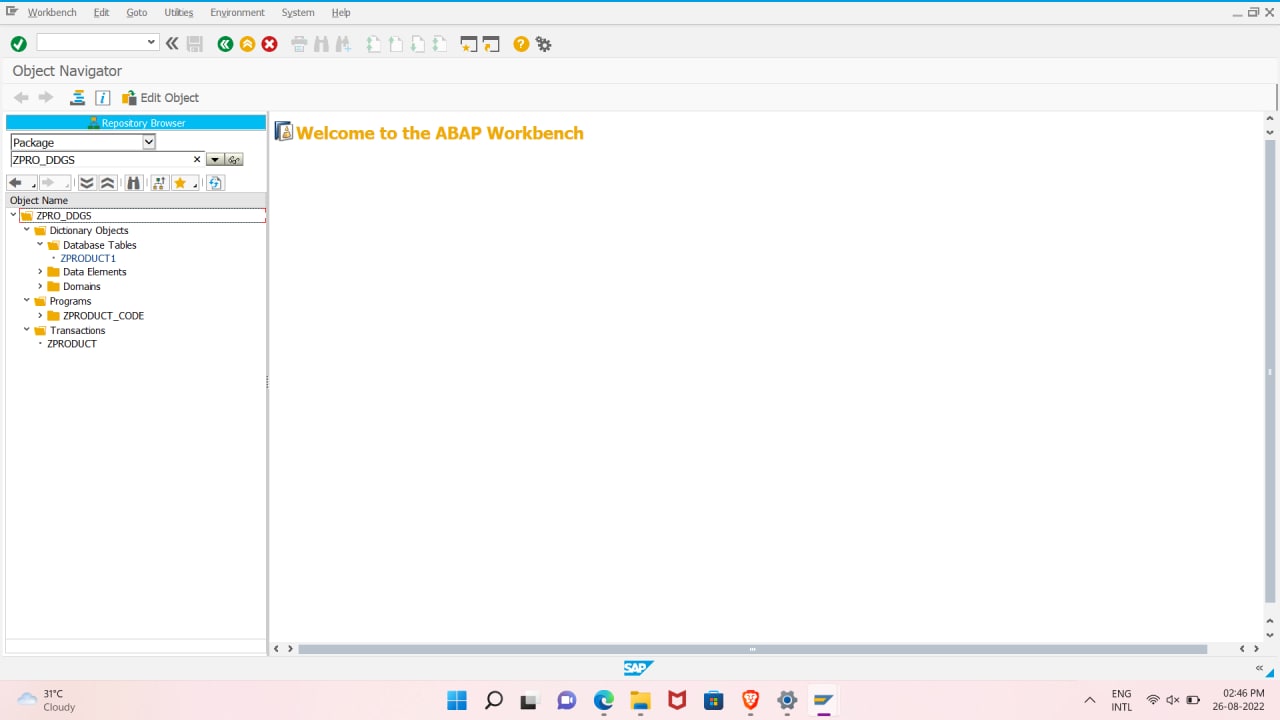 Workbench Edit Goto Utilities Environment System Help
Object Navigator
Edit Object
Repository Browser
Package
ZPRO_DDGS
Object Name
ZPRO_DDGS
Dictionary Objects
Database Tables
ZPRODUCT1
Data Elements
Domains
Programs
ZPRODUCT_CODE
Transactions
ZPRODUCT
Welcome to the ABAP Workbench
SAP
31°C
Cloudy
ENG
INTL
02:46 PM
26-08-2022